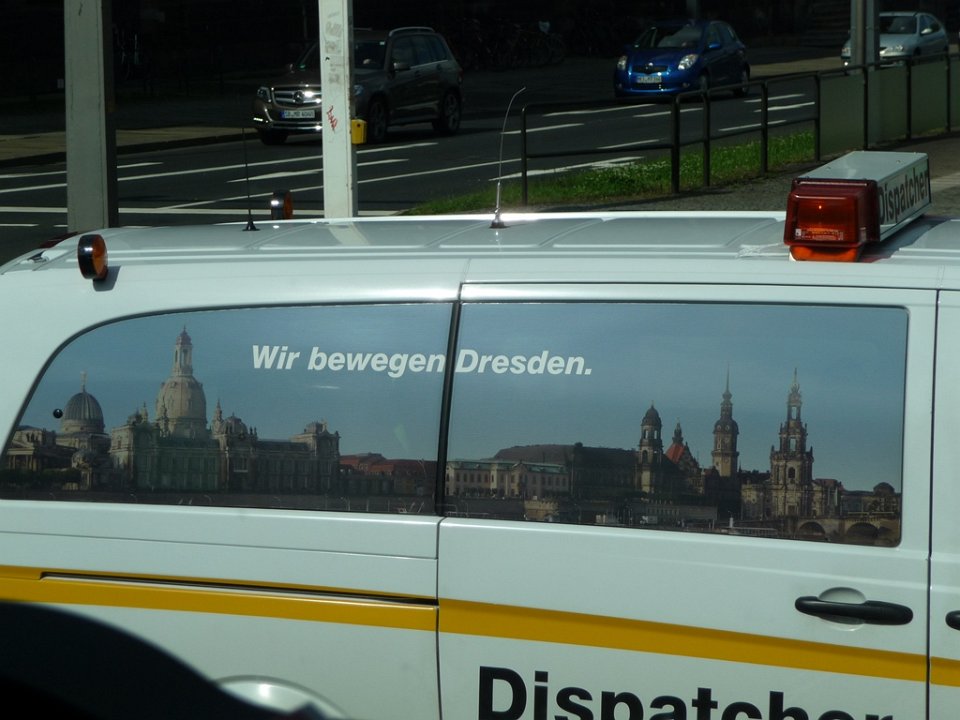 Dispatcher
Wir bewegen Dresden.
Dispatcher